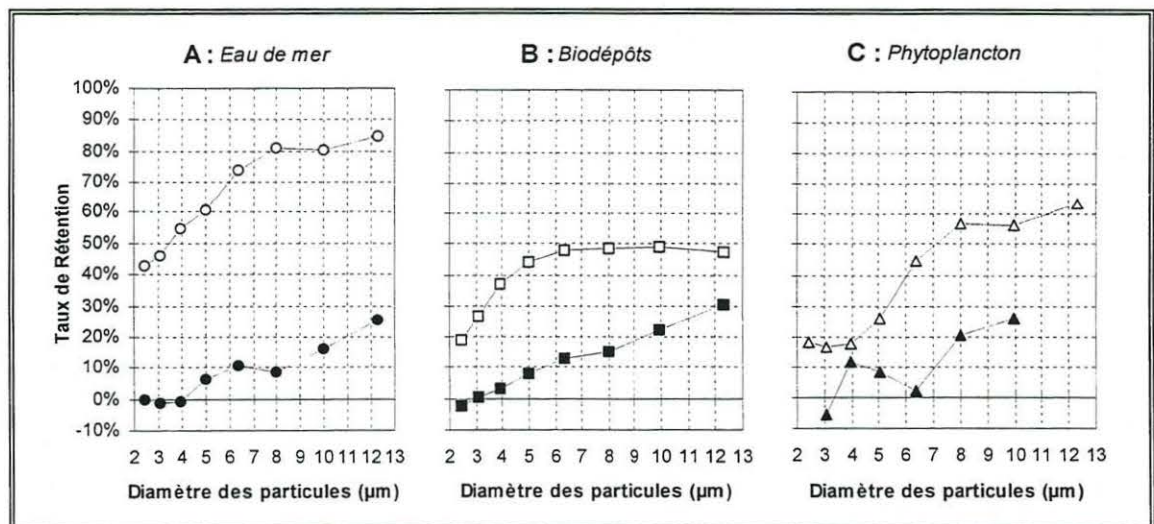 A : Eau de mer
B : Biodépôts
C : Phytoplancton
Taux de Rétention
100%
90%
80%
70%
60%
50%
40%
30%
20%
10%
0%
-10%
2 3 4 5 6 7 8 9 10 11 12 13
2 3 4 5 6 7 8 9 10 11 12 13
2 3 4 5 6 7 8 9 10 11 12 13
Diamètre des particules (µm)
Diamètre des particules (µm)
Diamètre des particules (µm)